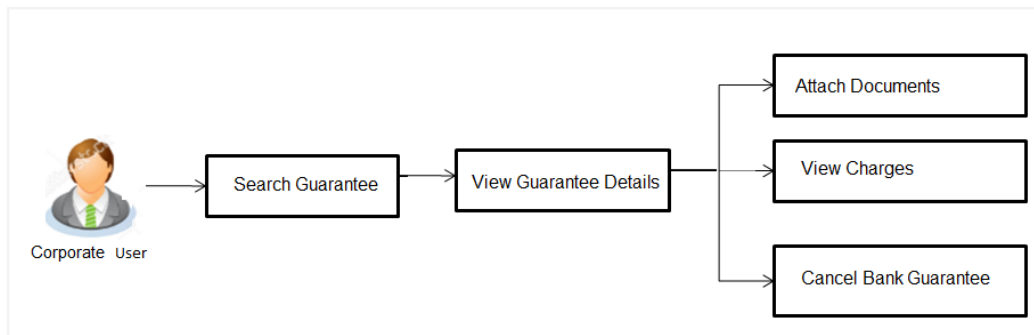 Attach Documents
Search Guarantee
View Guarantee Details
View Charges
Corporate User
Cancel Bank Guarantee